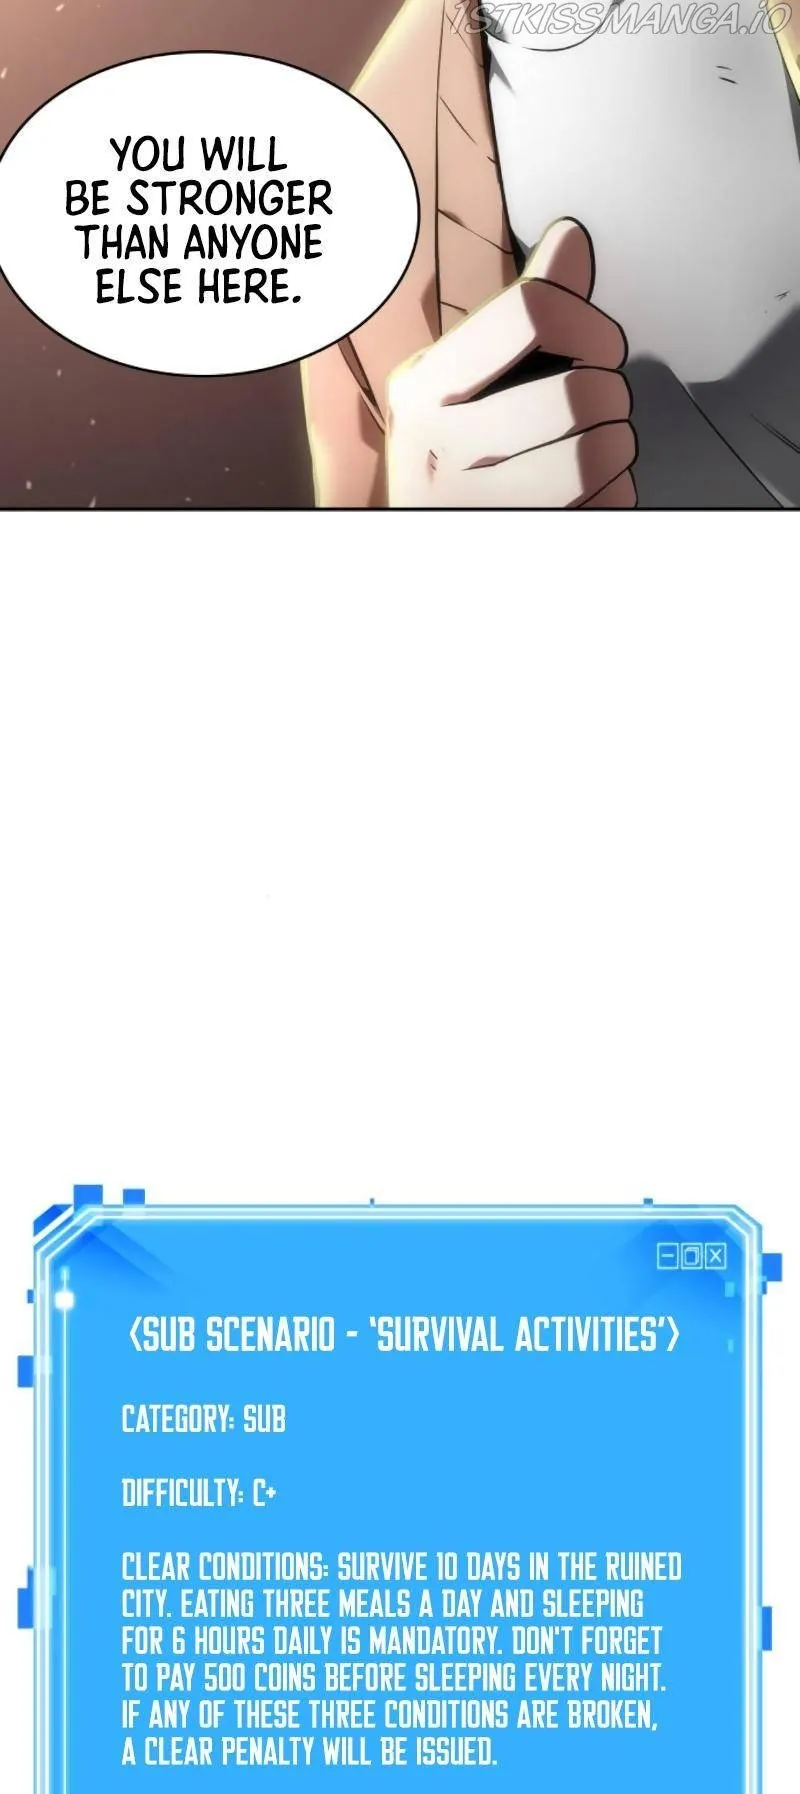 1STKISSMANGA.IO
YOU WILL
BE STRONGER
THAN ANYONE
ELSE HERE.
<SUB SCENARIO - 'SURVIVAL ACTIVITIES'>
CATEGORY: SUB
DIFFICULTY: C+
CLEAR CONDITIONS: SURVIVE 10 DAYS IN THE RUINED
CITY. EATING THREE MEALS A DAY AND SLEEPING
FOR 6 HOURS DAILY IS MANDATORY. DON'T FORGET
TO PAY 500 COINS BEFORE SLEEPING EVERY NIGHT.
IF ANY OF THESE THREE CONDITIONS ARE BROKEN,
A CLEAR PENALTY WILL BE ISSUED.